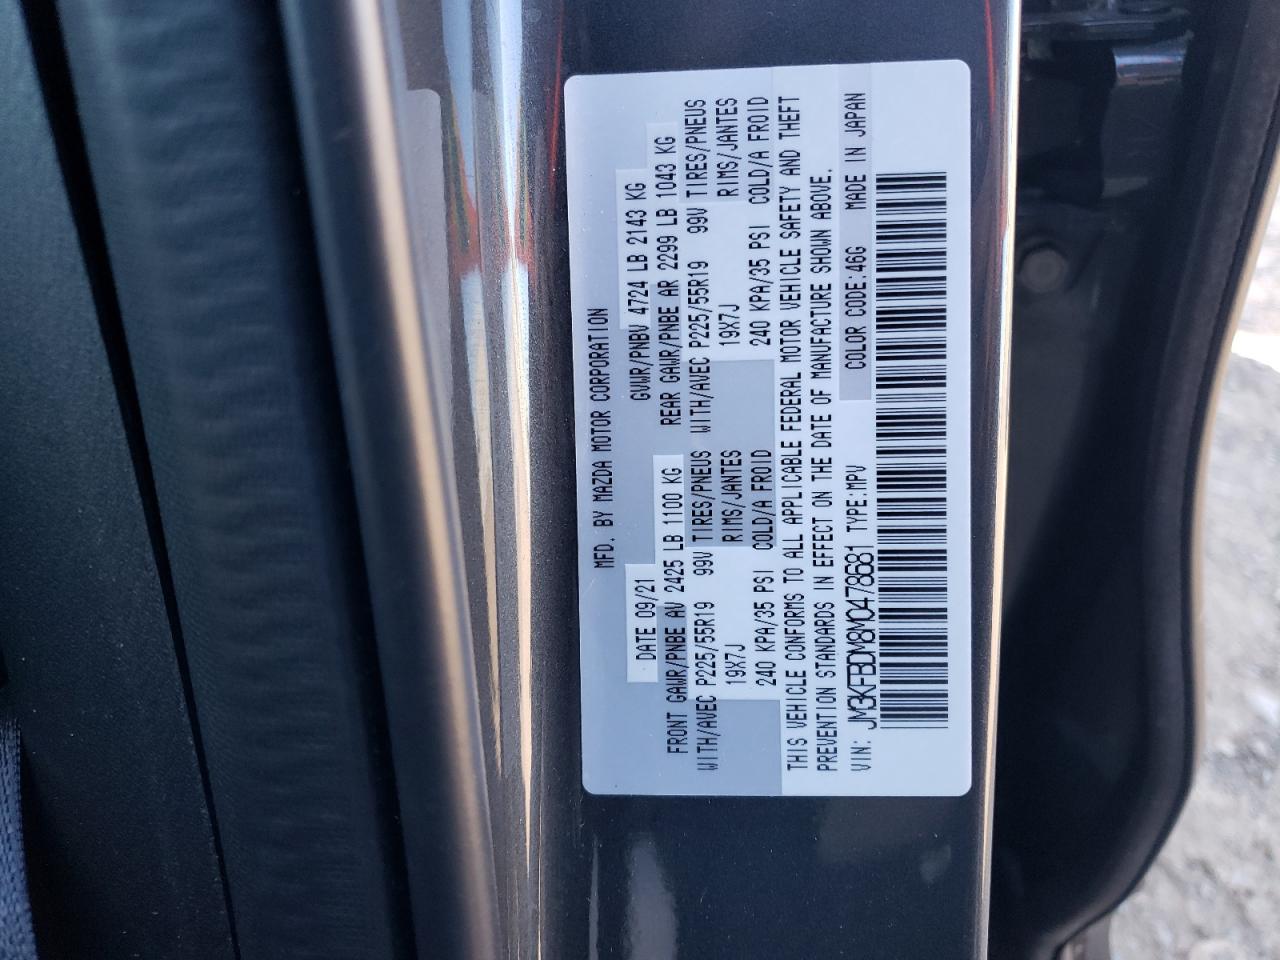 MFD. BY MAZDA MOTOR CORPORATION
DATE 09/21 GVWR/PNBV 4724 LB 2143 KG
FRONT GAWR/PNBE AV 2425 LB 1100 KG REAR GAWR/PNBE AR 2299 LB 1043 KG
WITH/AVEC P225/55R19 99V TIRES/PNEUS WITH/AVEC P225/55R19 99V TIRES/PNEUS
19X7J RIMS/JANTES 19X7J RIMS/JANTES
240 KPA/35 PSI COLD/A FROID 240 KPA/35 PSI COLD/A FROID
THIS VEHICLE CONFORMS TO ALL APPLICABLE FEDERAL MOTOR VEHICLE SAFETY AND THEFT
PREVENTION STANDARDS IN EFFECT ON THE DATE OF MANUFACTURE SHOWN ABOVE.
VIN: JM3KFBDM8M0478681 TYPE:MPV COLOR CODE:46G MADE IN JAPAN